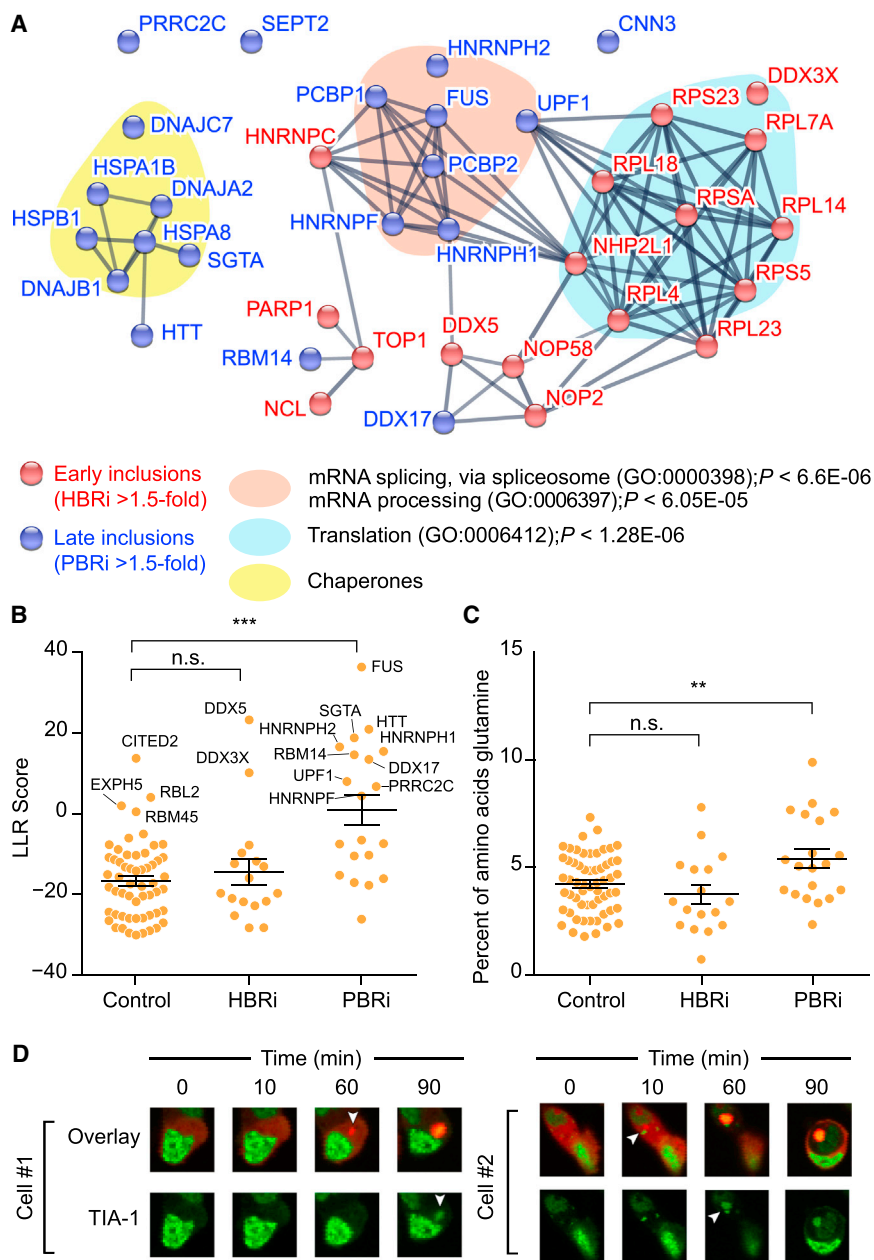 A
PRRC2C
SEPT2
CNN3
HNRNPH2
DDX3X
PCBP1
FUS
UPF1
RPS23
DNAJC7
RPL7A
HNRNPC
PCBP2
RPL18
HSPA1B
DNAJA2
RPSA
RPL14
HSPB1
HSPA8
HNRNPF
HNRNPH1
NHP2L1
SGTA
DNAJB1
RPS5
RPL4
PARP1
HTT
TOP1
DDX5
NOP58
RPL23
RBM14
NOP2
NCL
DDX17
Early inclusions
(HBRi >1.5-fold)
mRNA splicing, via spliceosome (GO:0000398);P < 6.6E-06
mRNA processing (GO:0006397);P < 6.05E-05
Late inclusions
(PBRi >1.5-fold)
Translation (GO:0006412);P < 1.28E-06
Chaperones
B
LLR Score
40
20
0
−20
−40
***
n.s.
FUS
DDX5
SGTA
HTT
HNRNPH2
HNRNPH1
CITED2
DDX3X
RBM14
DDX17
EXPH5
RBL2
UPF1
PRRC2C
RBM45
HNRNPF
Control
HBRi
PBRi
C
Percent of amino acids glutamine
15
10
5
0
**
n.s.
Control
HBRi
PBRi
D
Time (min)
0 10 60 90
Cell #1
Overlay
TIA-1
Time (min)
0 10 60 90
Cell #2